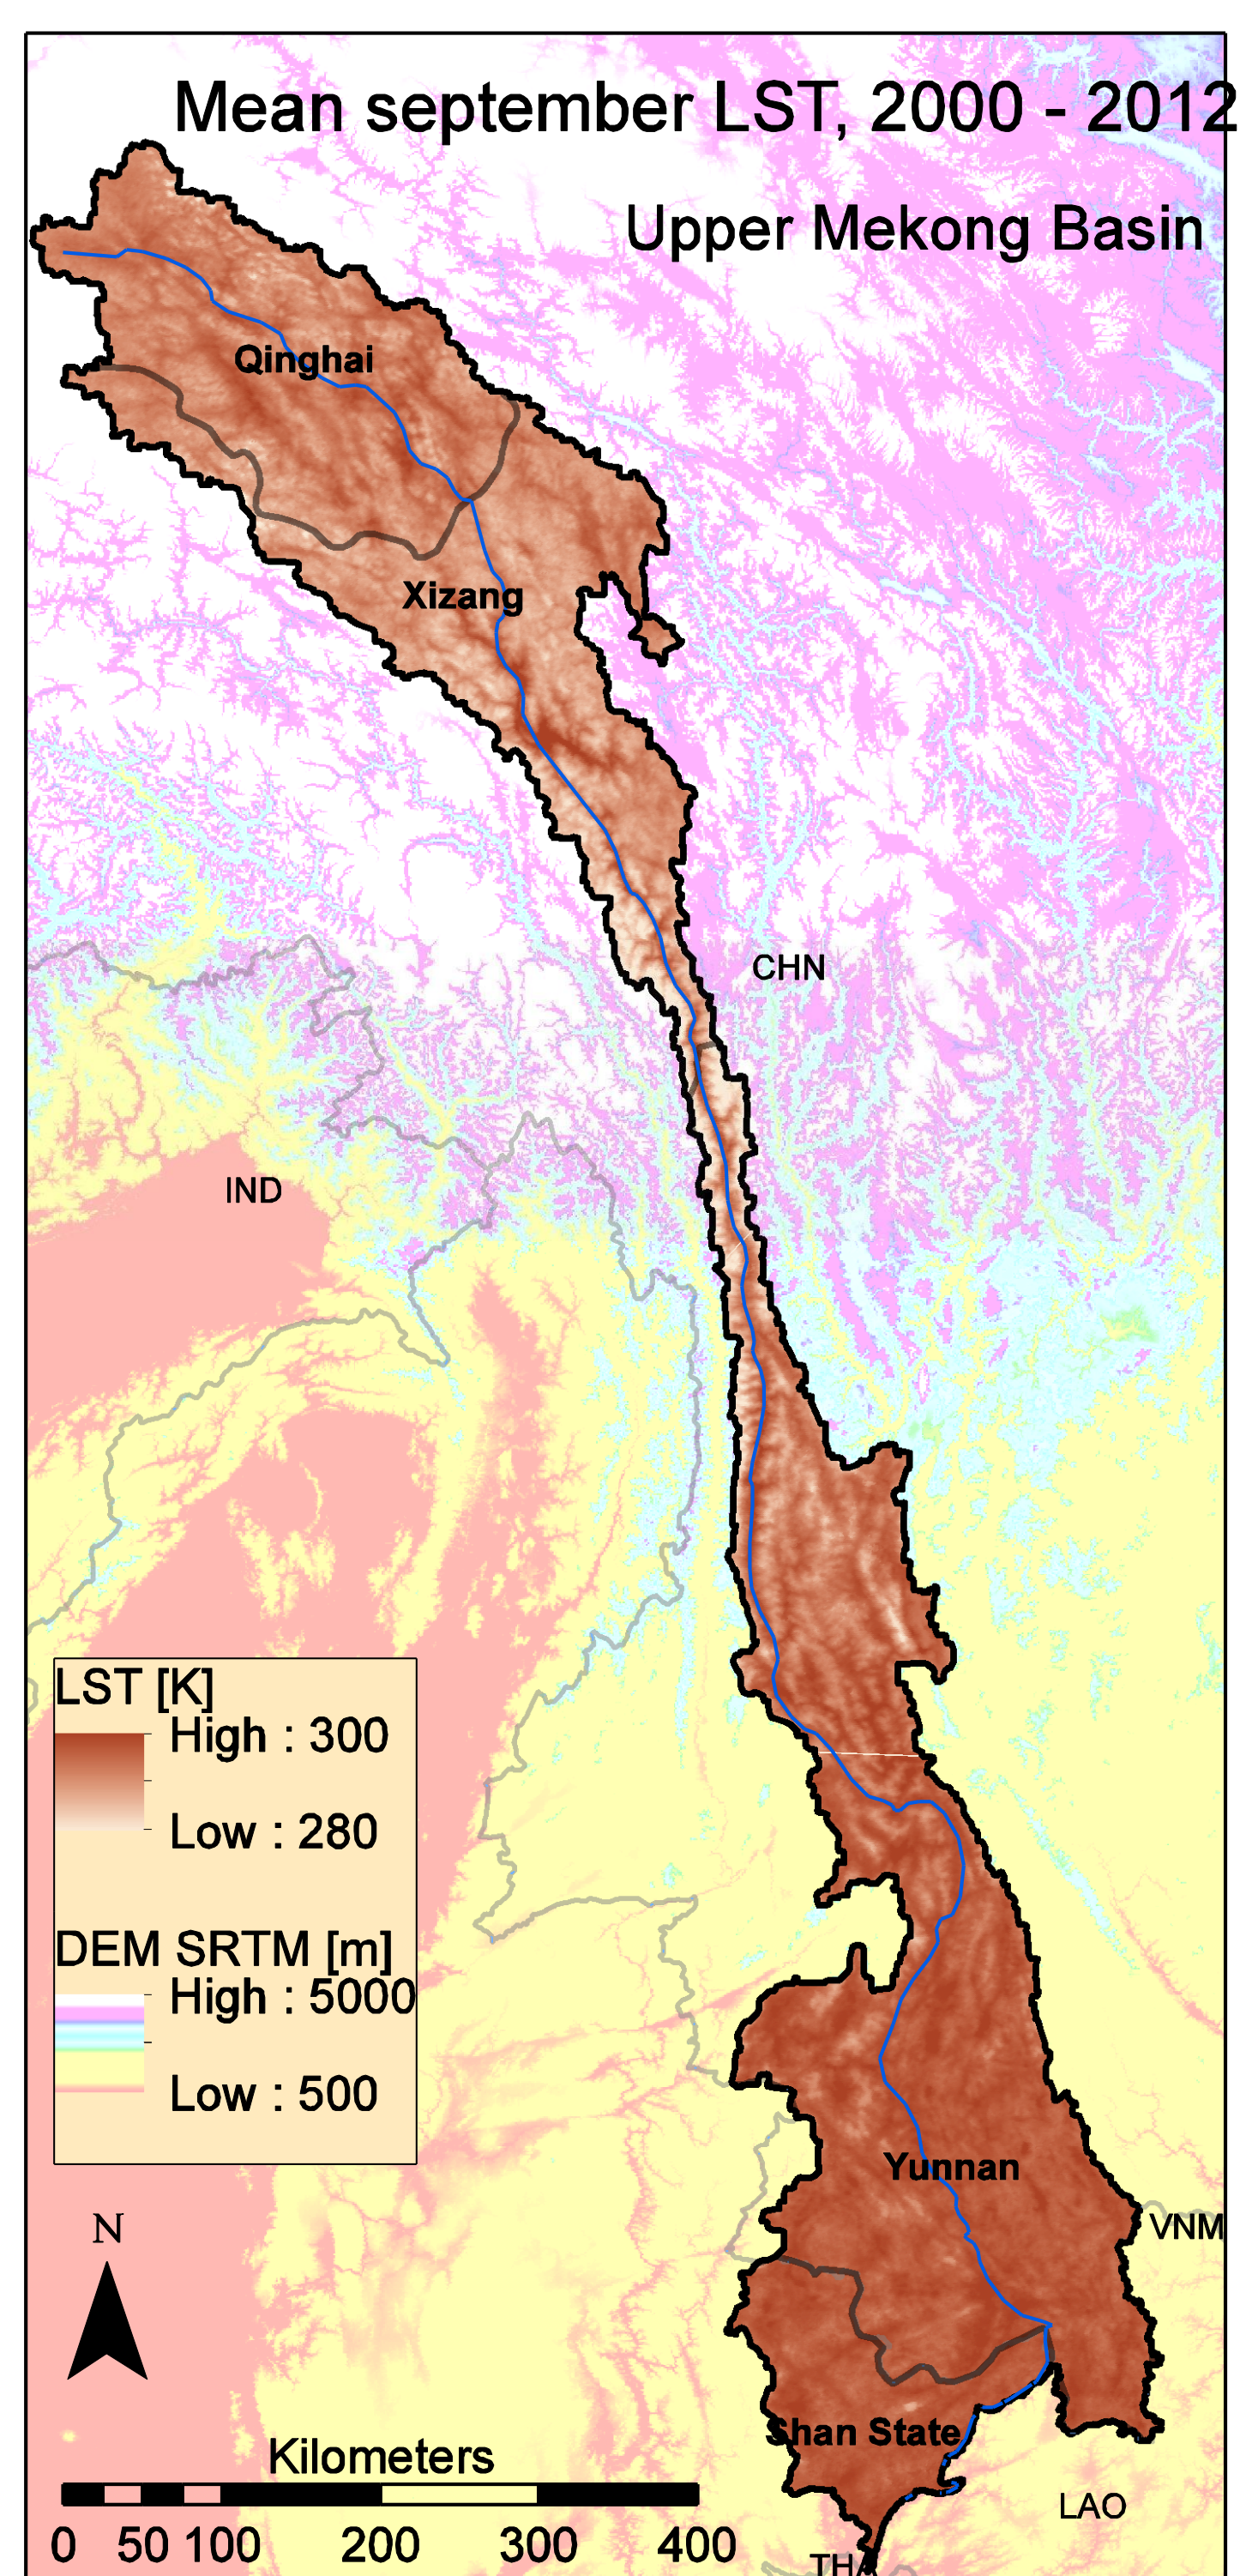 Mean september LST, 2000 - 2012
Upper Mekong Basin
Qinghai
Xizang
CHN
IND
LST [K]
High : 300
Low : 280
DEM SRTM [m]
High : 5000
Low : 500
Yunnan
N
VNM
Shan State
Kilometers
LAO
0 50 100 200 300 400
THA